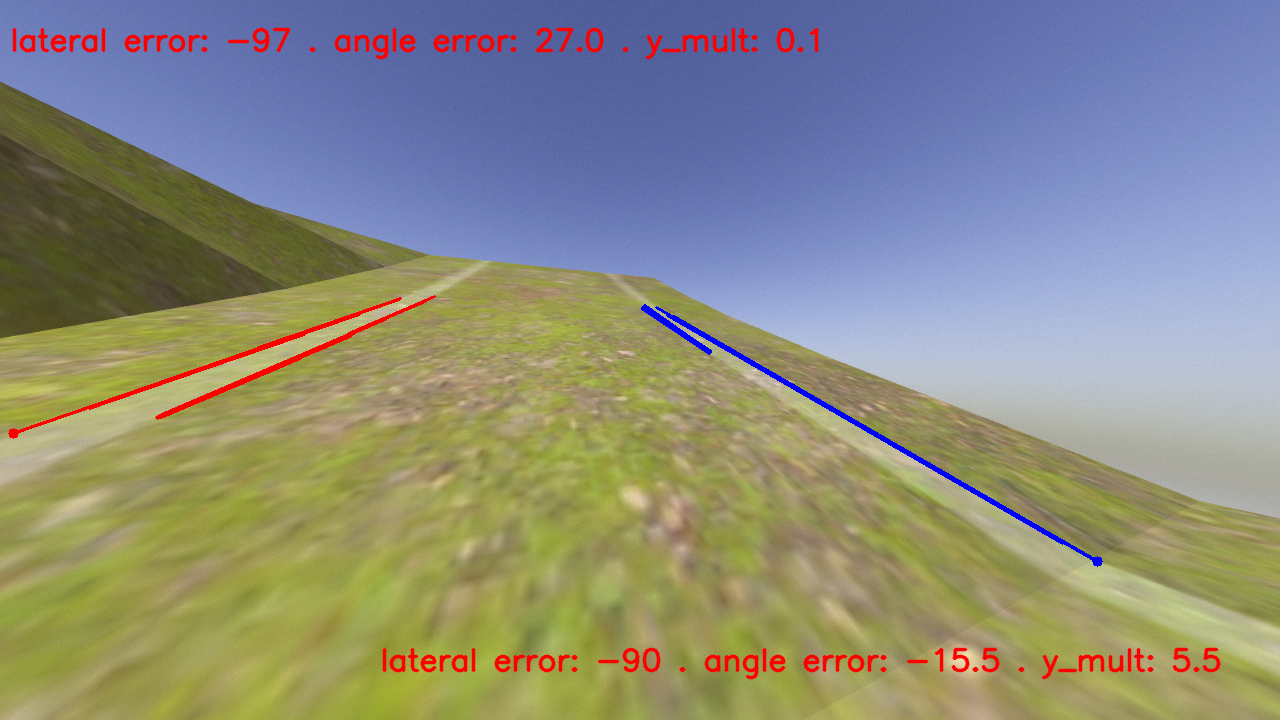 lateral error: -97 . angle error: 27.0 . y_mult: 0.1
lateral error: -90 . angle error: -15.5 . y_mult: 5.5